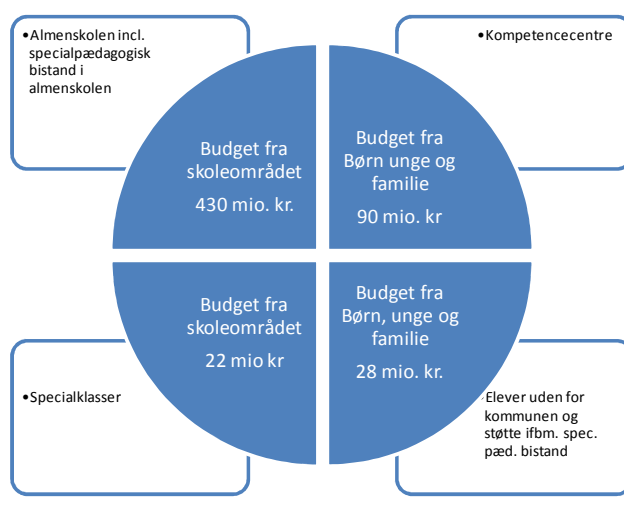 •Almenskolen incl.
specialpædagogisk
bistand i
almenskolen
•Kompetencecentre
Budget fra
skoleområdet
430 mio. kr.
Budget fra
Børn unge og
familie
90 mio. kr
Budget fra
skoleområdet
22 mio kr
Budget fra
Børn, unge og
familie
28 mio. kr.
•Specialklasser
Elever uden for
kommunen og
støtte ifbm. spec.
pæd. bistand